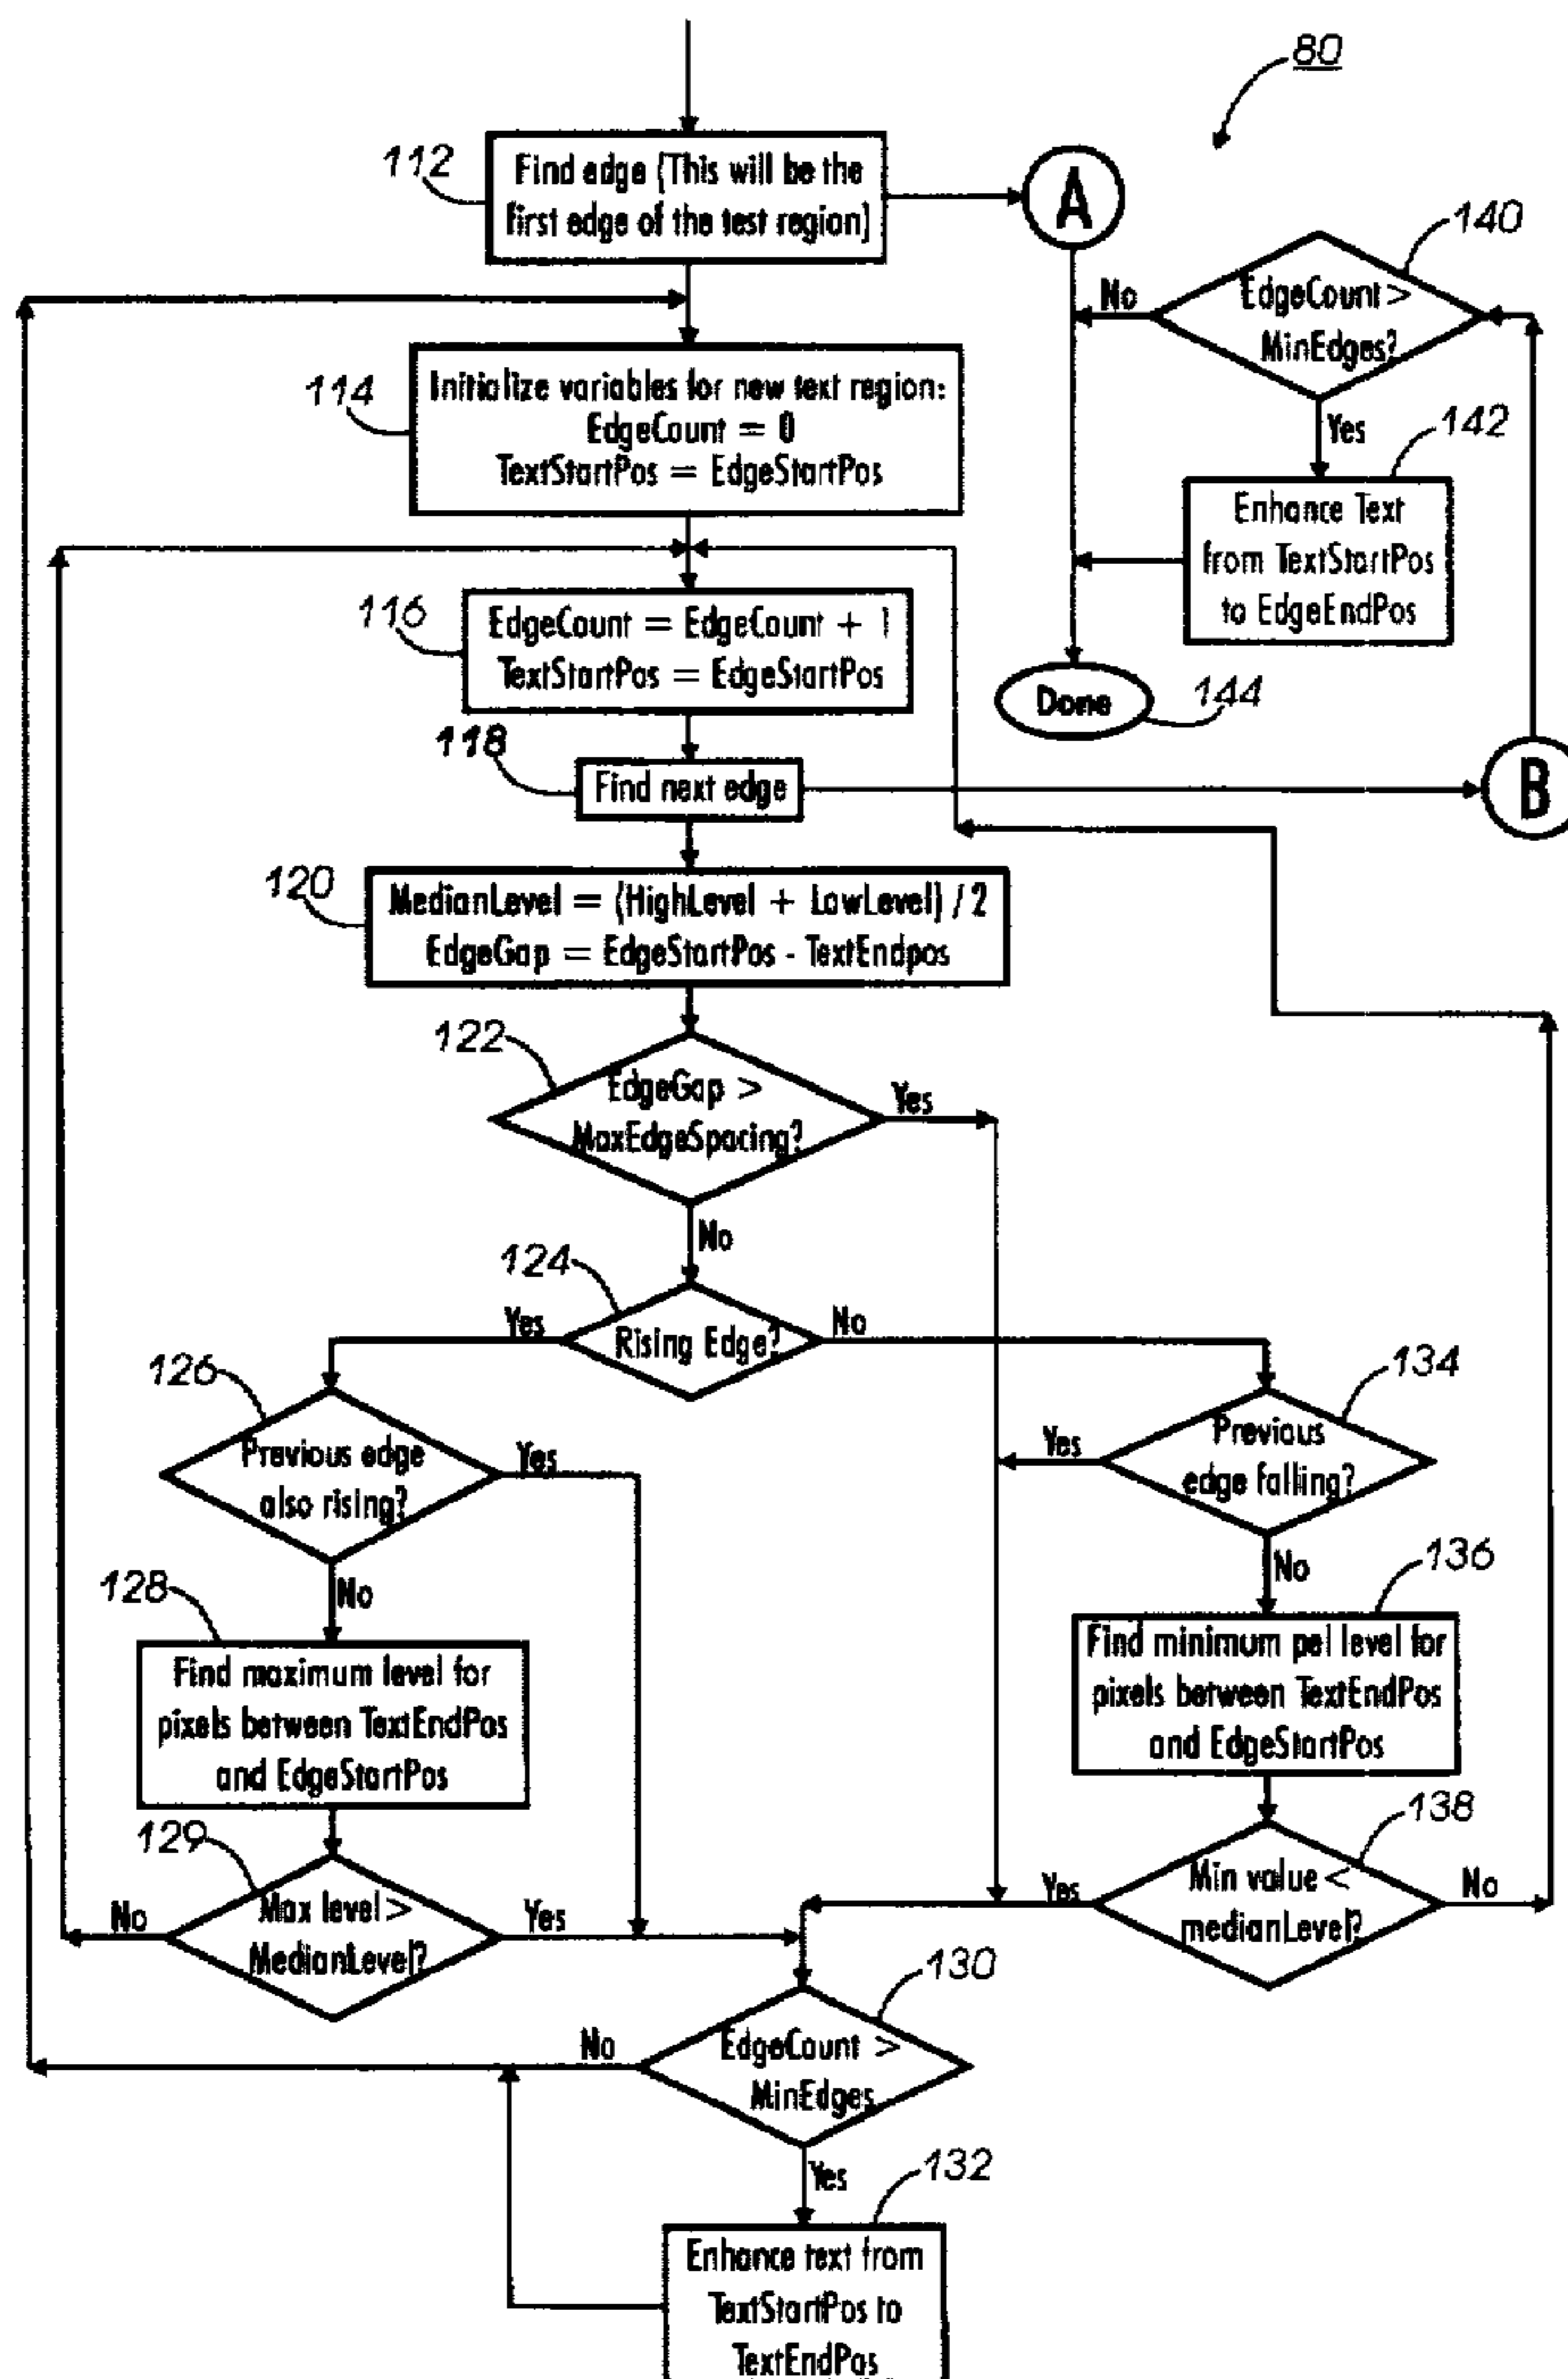 80
112
Find edge (This will be the
first edge of the test region)
A
140
EdgeCount >
MinEdges?
No
Yes
114
Initialize variables for new text region:
EdgeCount = 0
TextStartPos = EdgeStartPos
142
Enhance Text
from TextStartPos
to EdgeEndPos
116
EdgeCount = EdgeCount + 1
TextStartPos = EdgeStartPos
Done
144
118
Find next edge
B
120
MedianLevel = (HighLevel + LowLevel) / 2
EdgeGap = EdgeStartPos - TextEndpos
122
EdgeGap >
MaxEdgeSpacing?
Yes
No
124
Rising Edge?
Yes
No
126
Previous edge
also rising?
Yes
No
134
Previous
edge falling?
Yes
No
128
Find maximum level for
pixels between TextEndPos
and EdgeStartPos
136
Find minimum pel level for
pixels between TextEndPos
and EdgeStartPos
129
Max level >
MedianLevel?
No
Yes
138
Min value <
medianLevel?
Yes
No
130
EdgeCount >
MinEdges
No
Yes
132
Enhance text from
TextStartPos to
TextEndPos